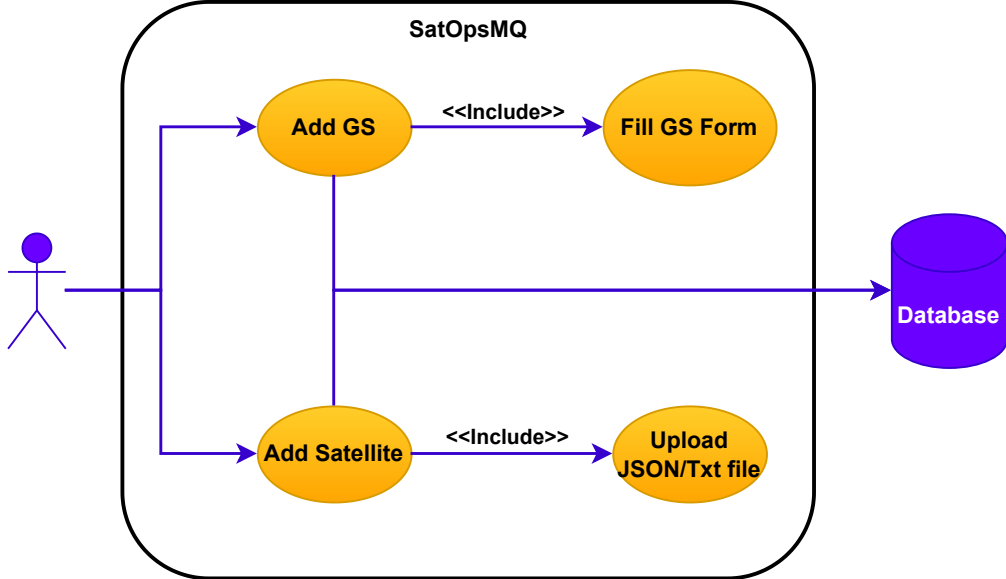 SatOpsMQ
Add GS
<<Include>>
Fill GS Form
Database
Add Satellite
<<Include>>
Upload
JSON/Txt file